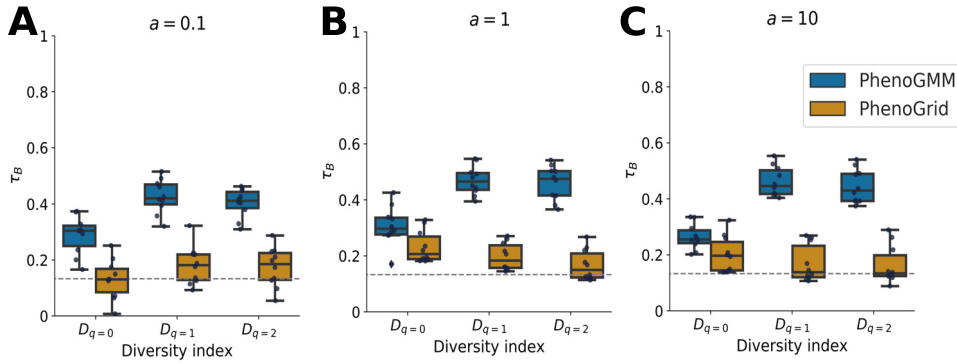 A
a = 0.1
1
0.8
0.6
0.4
0.2
0
τB
Dq=0
Dq=1
Dq=2
Diversity index
B
a = 1
1
0.8
0.6
0.4
0.2
0
τB
Dq=0
Dq=1
Dq=2
Diversity index
C
a = 10
1
0.8
0.6
0.4
0.2
0
τB
Dq=0
Dq=1
Dq=2
Diversity index
PhenoGMM
PhenoGrid